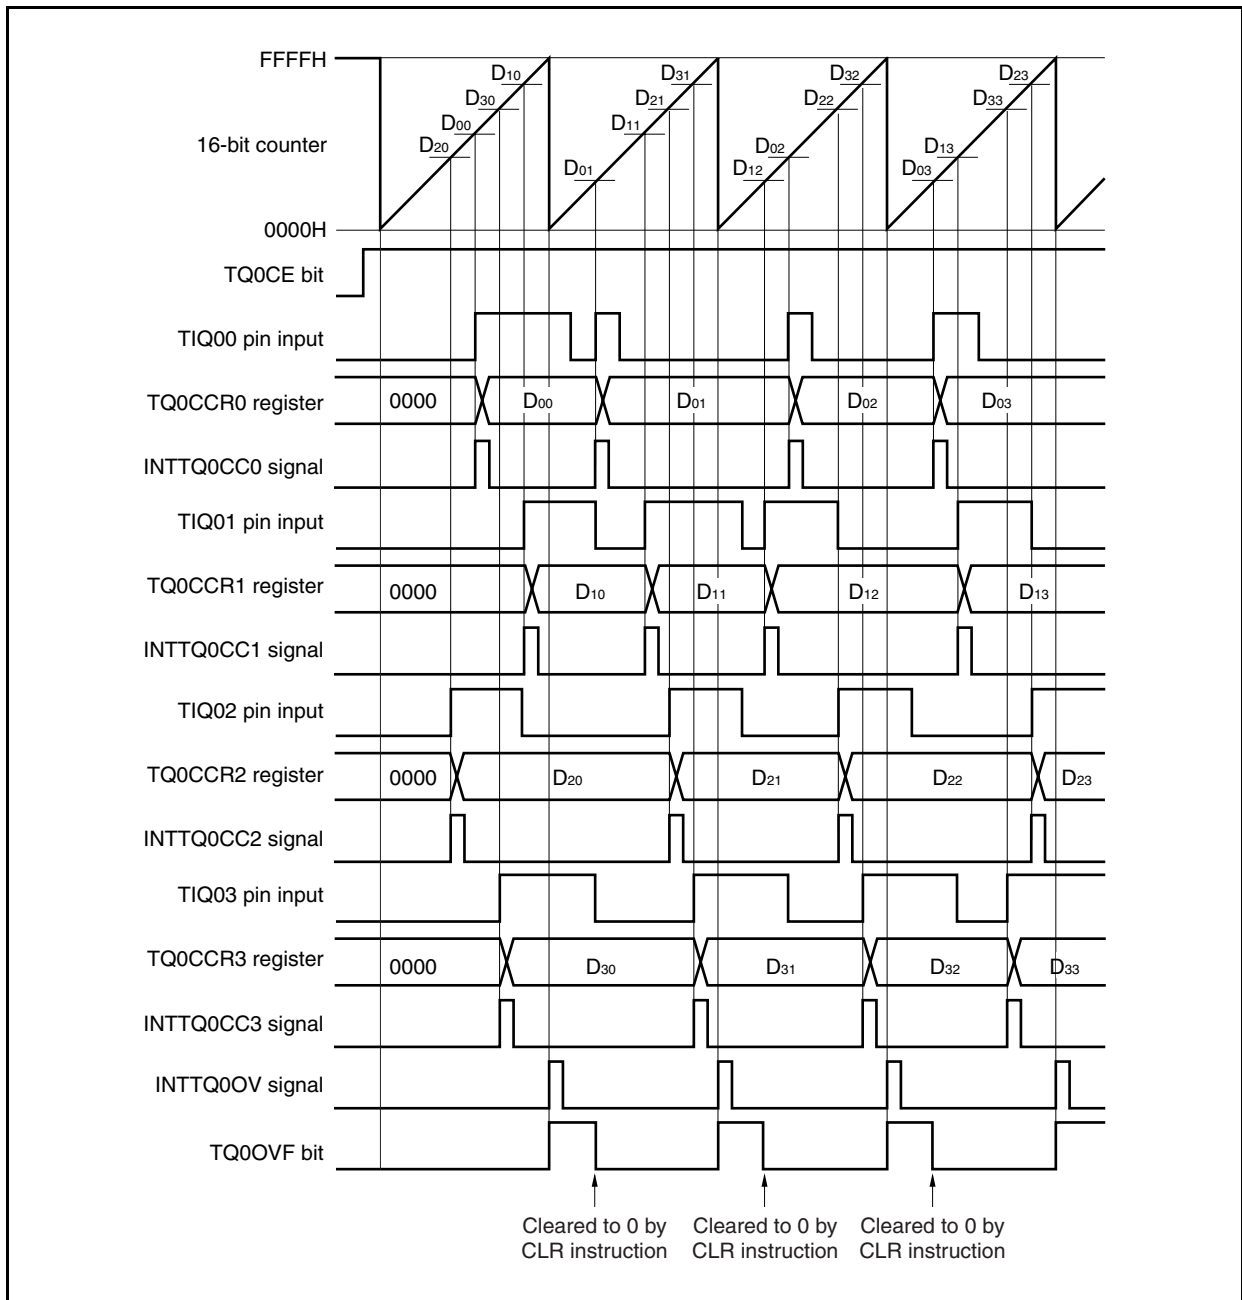 FFFFH
D10 D31 D32 D23
D30 D21 D22 D33
D00 D11
16-bit counter
D20 D02 D13
D01 D12 D03
0000H
TQ0CE bit
TIQ00 pin input
TQ0CCR0 register 0000 D00 D01 D02 D03
INTTQ0CC0 signal
TIQ01 pin input
TQ0CCR1 register 0000 D10 D11 D12 D13
INTTQ0CC1 signal
TIQ02 pin input
TQ0CCR2 register 0000 D20 D21 D22 D23
INTTQ0CC2 signal
TIQ03 pin input
TQ0CCR3 register 0000 D30 D31 D32 D33
INTTQ0CC3 signal
INTTQ0OV signal
TQ0OVF bit
Cleared to 0 by
CLR instruction
Cleared to 0 by
CLR instruction
Cleared to 0 by
CLR instruction